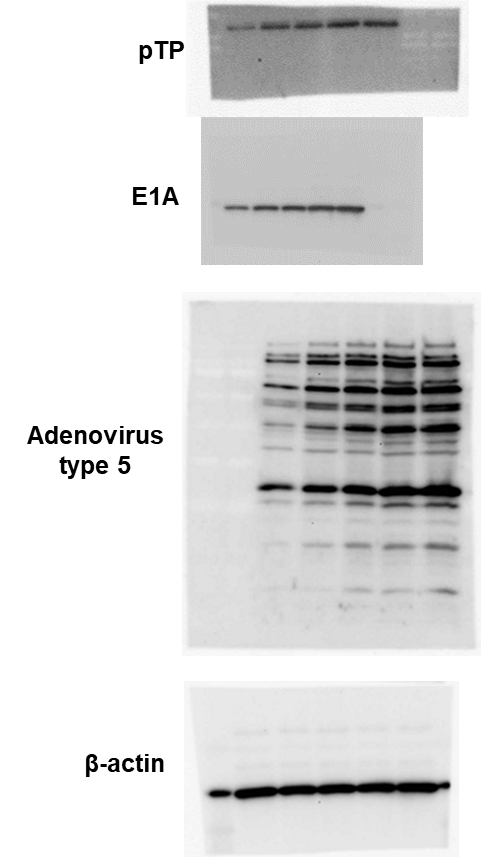 pTP
E1A
Adenovirus
type 5
β-actin